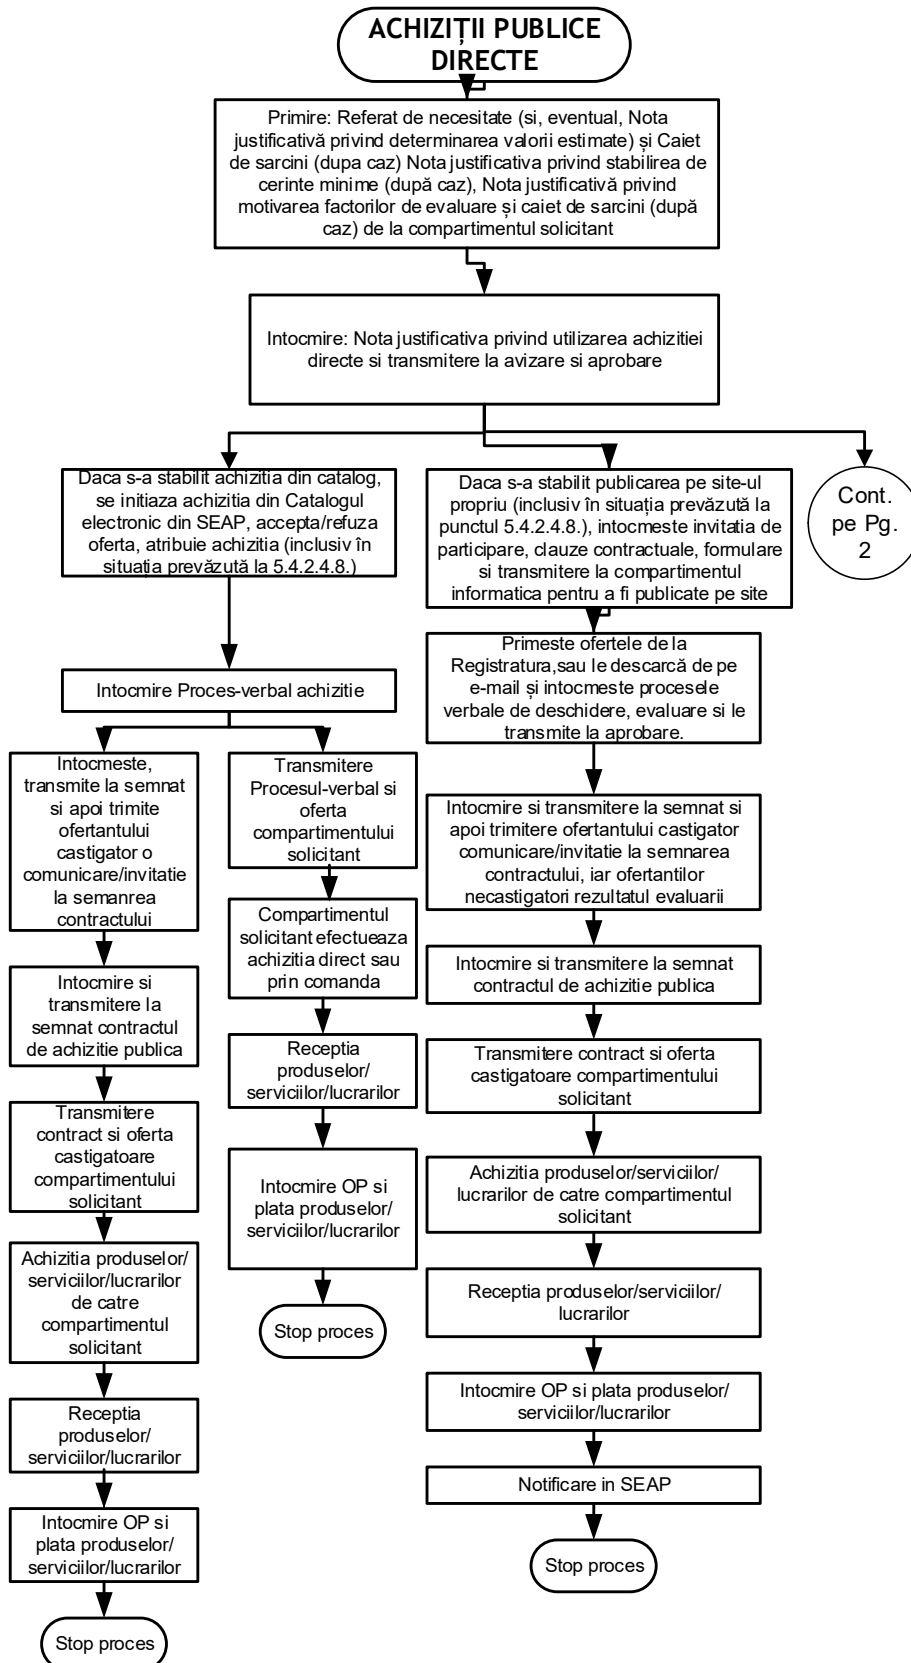 ACHIZIȚII PUBLICE
DIRECTE
Primire: Referat de necesitate (si, eventual, Nota
justificativă privind determinarea valorii estimate) și Caiet
de sarcini (dupa caz) Nota justificativa privind stabilirea de
cerinte minime (după caz), Nota justificativă privind
motivarea factorilor de evaluare și caiet de sarcini (după
caz) de la compartimentul solicitant
Intocmire: Nota justificativa privind utilizarea achizitiei
directe si transmitere la avizare si aprobare
Daca s-a stabilit achizitia din catalog,
se initiaza achizitia din Catalogul
electronic din SEAP, accepta/refuza
oferta, atribuie achizitia (inclusiv în
situația prevăzută la 5.4.2.4.8.)
Daca s-a stabilit publicarea pe site-ul
propriu (inclusiv în situația prevăzută la
punctul 5.4.2.4.8.), intocmeste invitatia de
participare, clauze contractuale, formulare
si transmitere la compartimentul
informatica pentru a fi publicate pe site
Cont.
pe Pg.
2
Primeste ofertele de la
Registratura,sau le descarcă de pe
e-mail și intocmeste procesele
verbale de deschidere, evaluare si le
transmite la aprobare.
Intocmire Proces-verbal achizitie
Intocmeste,
transmite la semnat
si apoi trimite
ofertantului
castigator o
comunicare/invitatie
la semanrea
contractului
Transmitere
Procesul-verbal si
oferta
compartimentului
solicitant
Intocmire si transmitere la semnat si
apoi trimitere ofertantului castigator
comunicare/invitatie la semnarea
contractului, iar ofertantilor
necastigatori rezultatul evaluarii
Compartimentul
solicitant efectueaza
achizitia direct sau
prin comanda
Intocmire si transmitere la semnat
contractul de achizitie publica
Intocmire si
transmitere la
semnat contractul
de achizitie publica
Receptia
produselor/
serviciilor/lucrarilor
Transmitere contract si oferta
castigatoare compartimentului
solicitant
Transmitere
contract si oferta
castigatoare
compartimentului
solicitant
Intocmire OP si
plata produselor/
serviciilor/lucrarilor
Achizitia produselor/serviciilor/
lucrarilor de catre compartimentul
solicitant
Achizitia produselor/
serviciilor/lucrarilor
de catre
compartimentul
solicitant
Stop proces
Receptia produselor/serviciilor/
lucrarilor
Intocmire OP si plata produselor/
serviciilor/lucrarilor
Receptia
produselor/
serviciilor/lucrarilor
Notificare in SEAP
Intocmire OP si
plata produselor/
serviciilor/lucrarilor
Stop proces
Stop proces